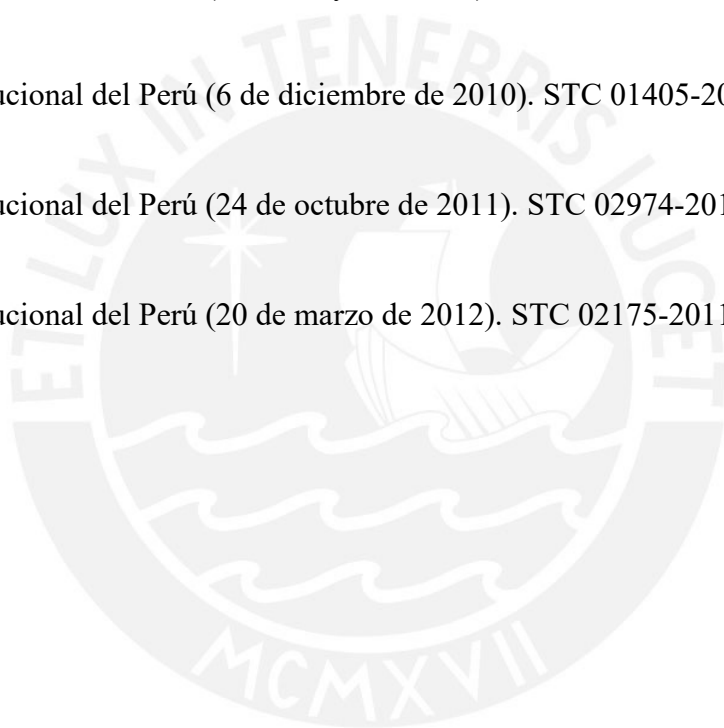 ucional del Perú (6 de diciembre de 2010). STC 01405-20
ucional del Perú (24 de octubre de 2011). STC 02974-201
ucional del Perú (20 de marzo de 2012). STC 02175-2011
ET LUX IN TENEBRIS LUCET
MCMXVII